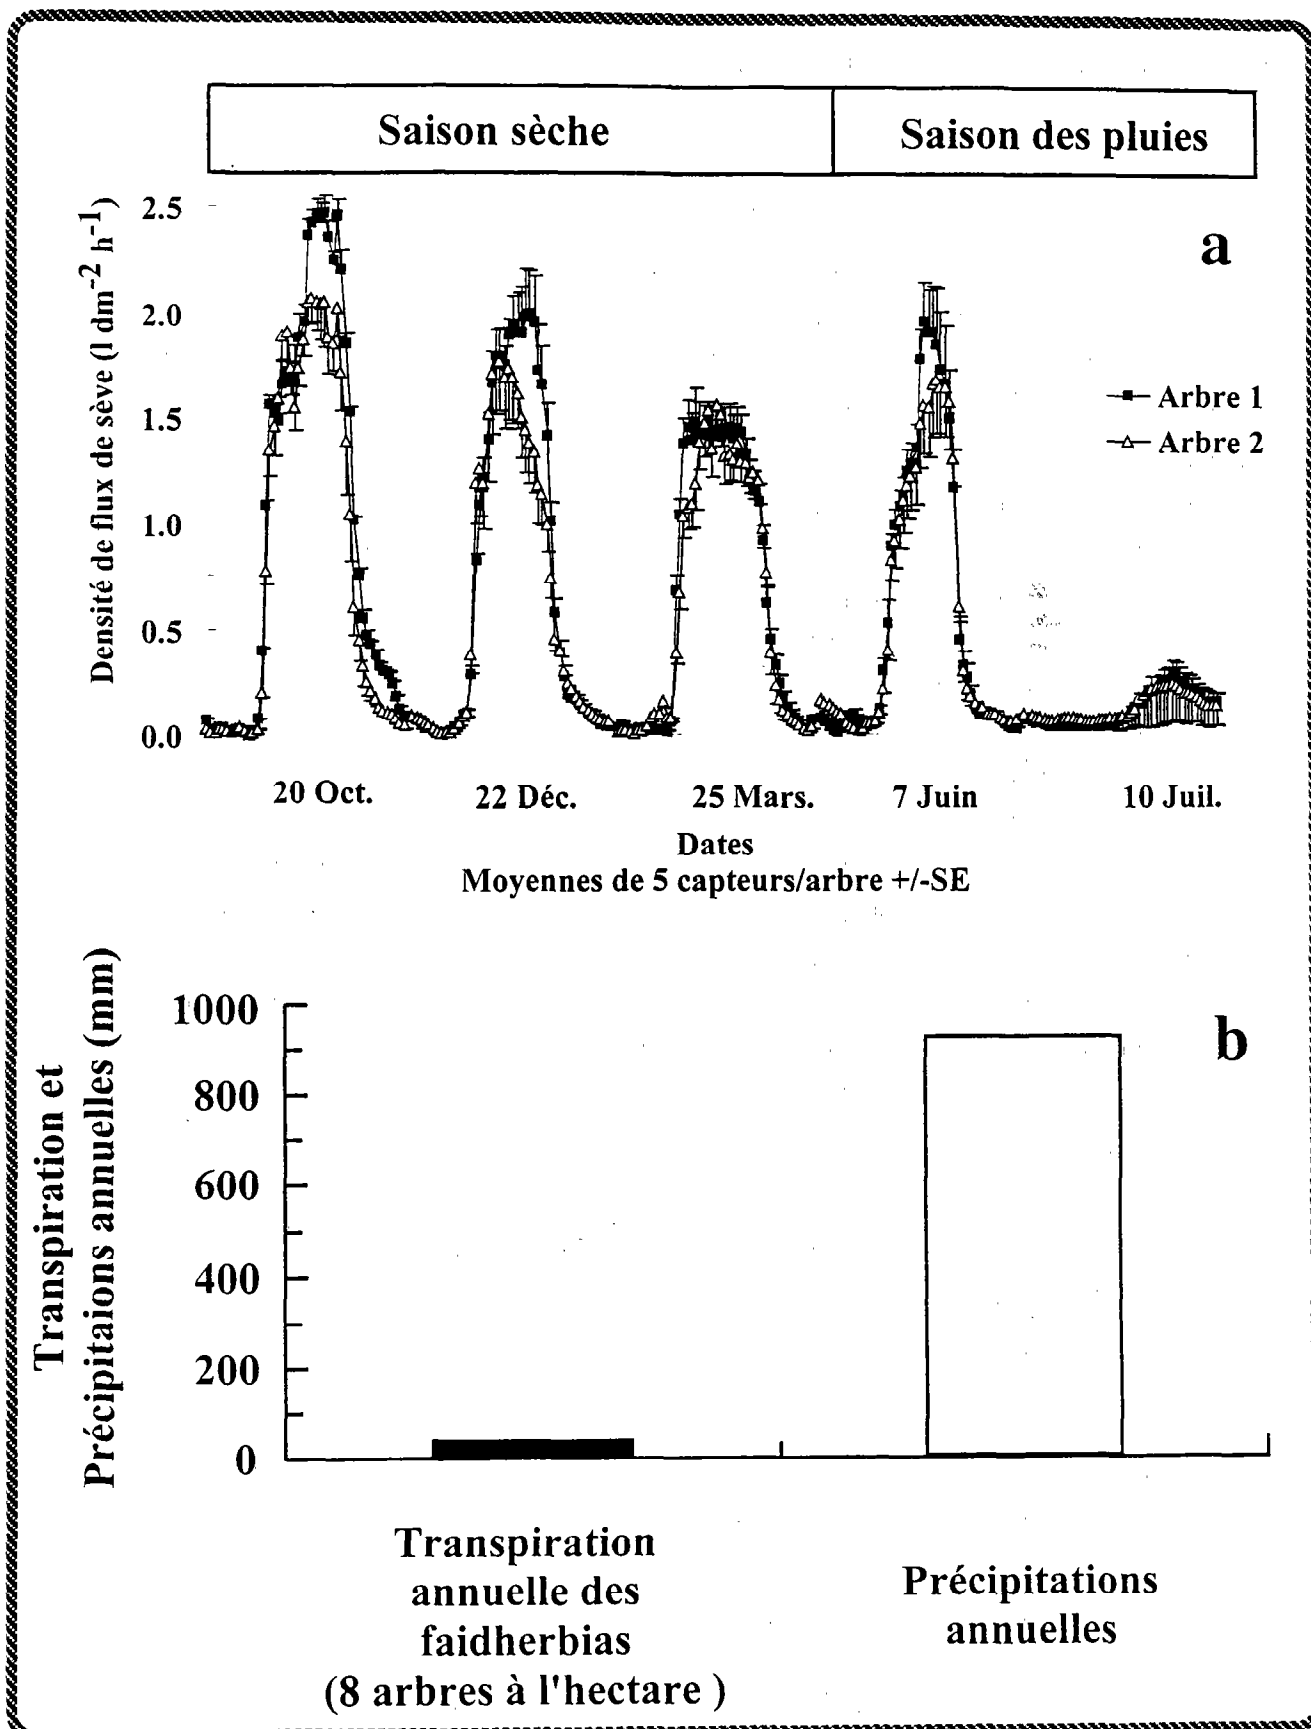 Saison sèche
Saison des pluies
Densité de flux de sève (l dm⁻² h⁻¹)
2.5
2.0
1.5
1.0
0.5
0.0
a
Arbre 1
Arbre 2
20 Oct.
22 Déc.
25 Mars.
7 Juin
10 Juil.
Dates
Moyennes de 5 capteurs/arbre +/-SE
Transpiration et
Précipitaions annuelles (mm)
1000
800
600
400
200
0
b
Transpiration
annuelle des
faidherbias
(8 arbres à l'hectare )
Précipitations
annuelles